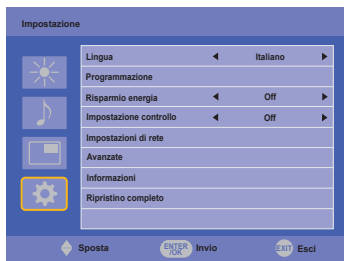 Impostazione
Lingua Italiano
Programmazione
Risparmio energia Off
Impostazione controllo Off
Impostazioni di rete
Avanzate
Informazioni
Ripristino completo
Sposta ENTER /OK Invio EXIT Esci